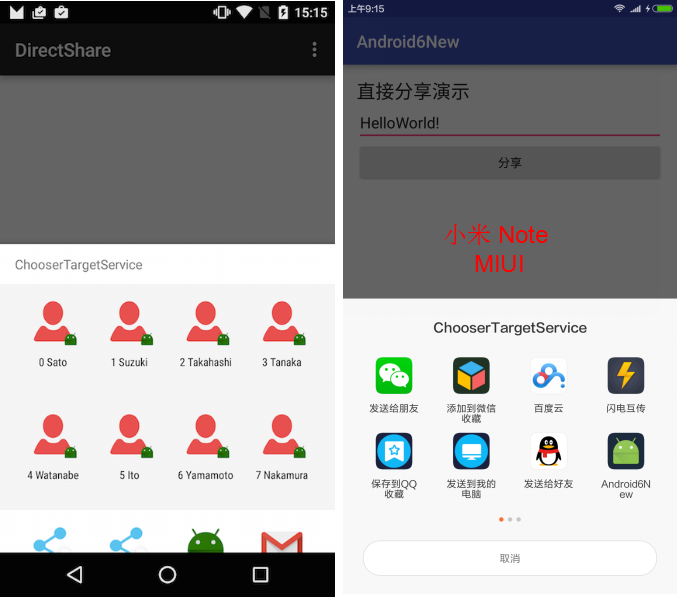 15:15
DirectShare
ChooserTargetService
0 Sato
1 Suzuki
2 Takahashi
3 Tanaka
4 Watanabe
5 Ito
6 Yamamoto
7 Nakamura
上午9:15
Android6New
直接分享演示
HelloWorld!
分享
小米 Note
MIUI
ChooserTargetService
发送给朋友
添加到微信
收藏
百度云
闪电互传
保存到QQ
收藏
发送到我的
电脑
发送给好友
Android6N
ew
取消